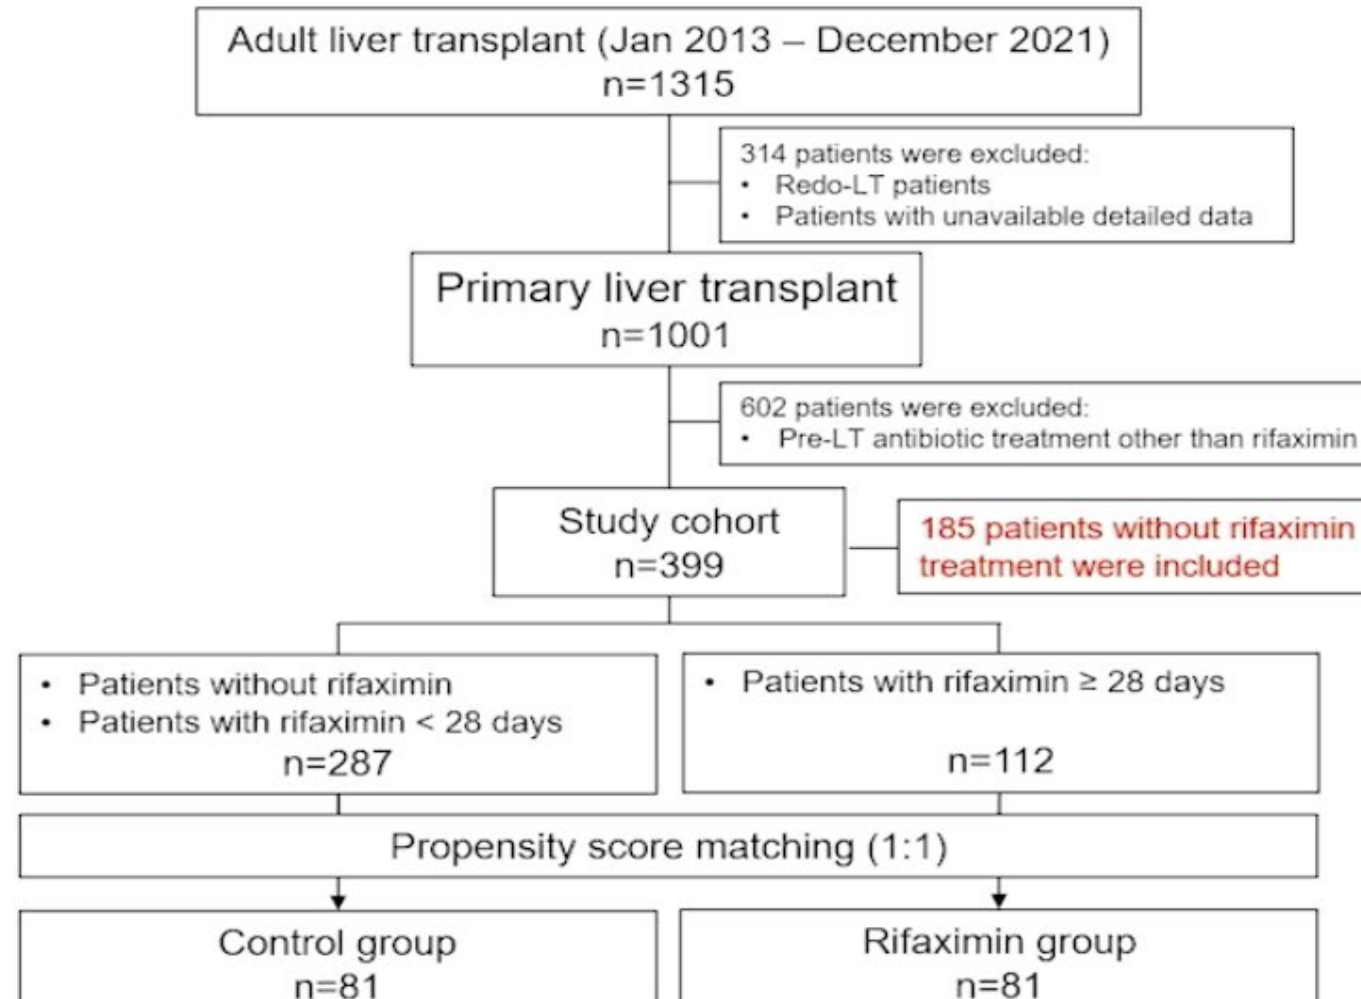 Adult liver transplant (Jan 2013 – December 2021)
n=1315
314 patients were excluded:
• Redo-LT patients
• Patients with unavailable detailed data
Primary liver transplant
n=1001
602 patients were excluded:
• Pre-LT antibiotic treatment other than rifaximin
Study cohort
n=399
185 patients without rifaximin
treatment were included
• Patients without rifaximin
• Patients with rifaximin < 28 days
n=287
• Patients with rifaximin ≥ 28 days
n=112
Propensity score matching (1:1)
Control group
n=81
Rifaximin group
n=81